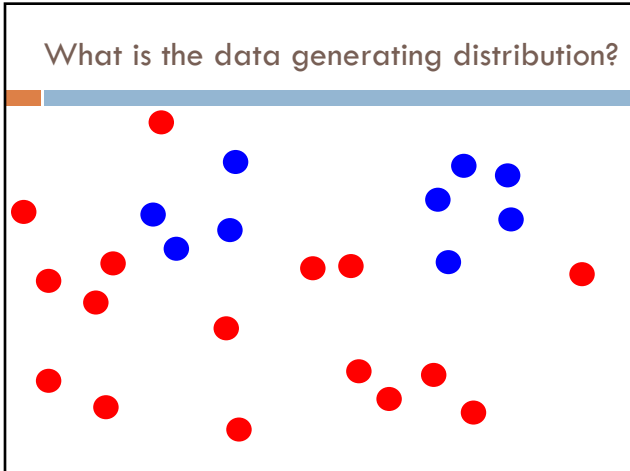 What is the data generating distribution?